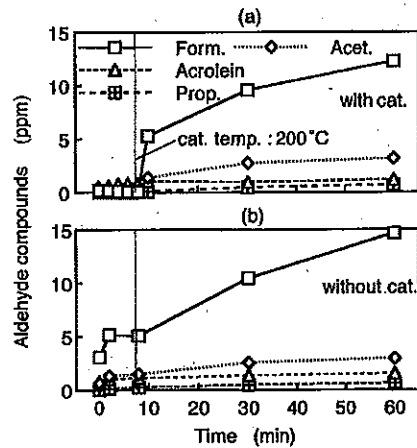 (a)
15
Form.
Acet.
Acrolein
10
Prop.
with cat.
5
cat. temp. : 200°C
0
(b)
15
without cat.
10
5
0
0 10 20 30 40 50 60
Time (min)
Aldehyde compounds (ppm)